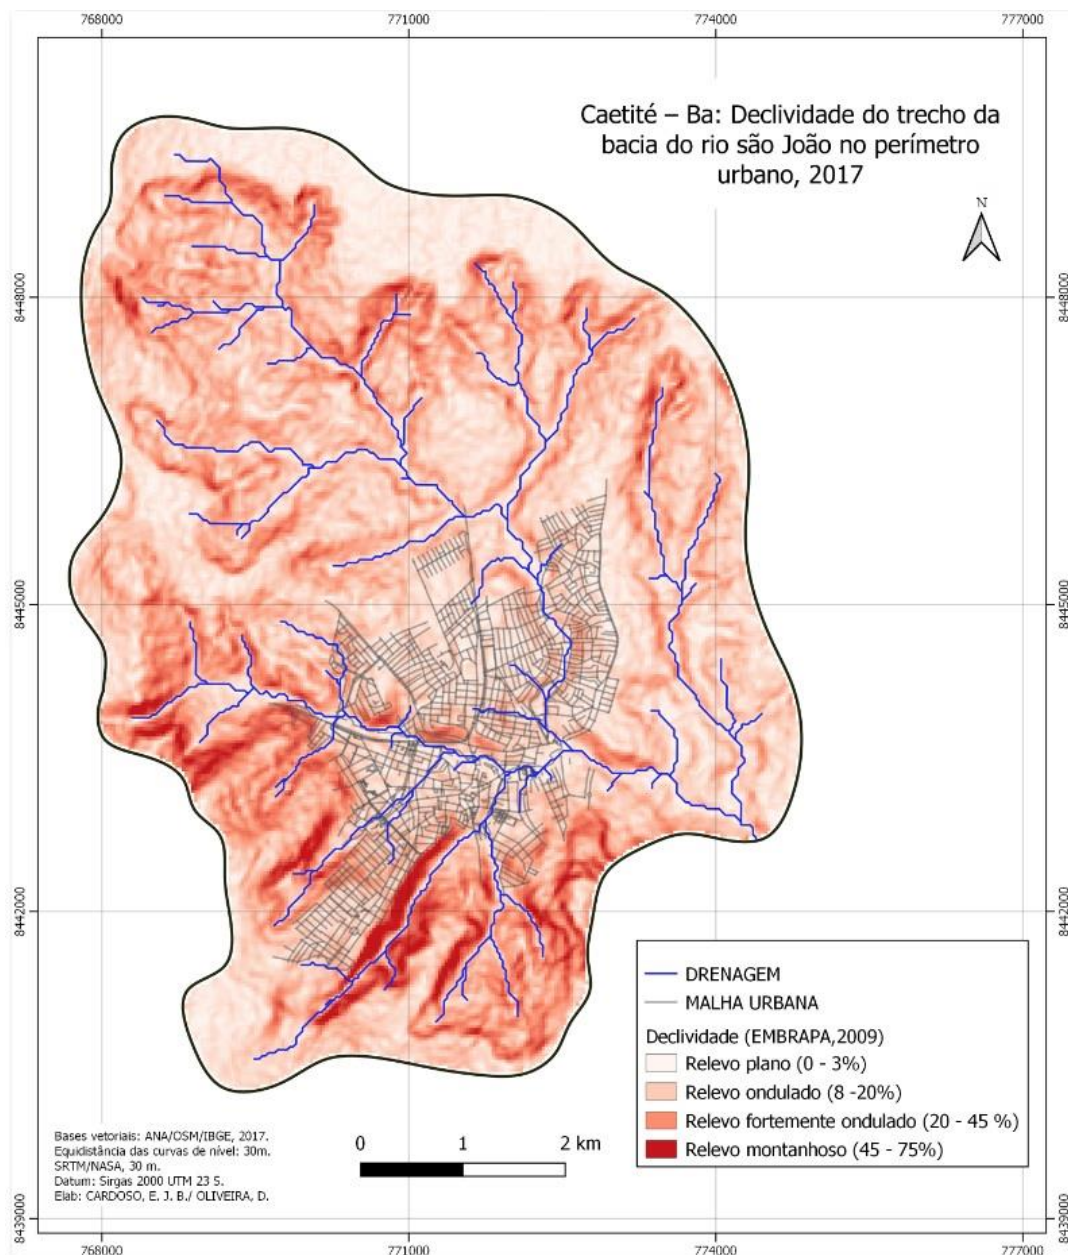 768000 771000 774000 777000
Caetité – Ba: Declividade do trecho da
bacia do rio são João no perímetro
urbano, 2017
N
8448000 8448000
8445000 8445000
8442000 8442000
DRENAGEM
MALHA URBANA
Declividade (EMBRAPA,2009)
Relevo plano (0 - 3%)
Relevo ondulado (8 -20%)
Relevo fortemente ondulado (20 - 45 %)
Relevo montanhoso (45 - 75%)
Bases vetoriais: ANA/OSM/IBGE, 2017.
Equidistância das curvas de nível: 30m.
SRTM/NASA, 30 m.
Datum: Sirgas 2000 UTM 23 S.
Elab: CARDOSO, E. J. B./ OLIVEIRA, D.
0 1 2 km
8439000 8439000
768000 771000 774000 777000